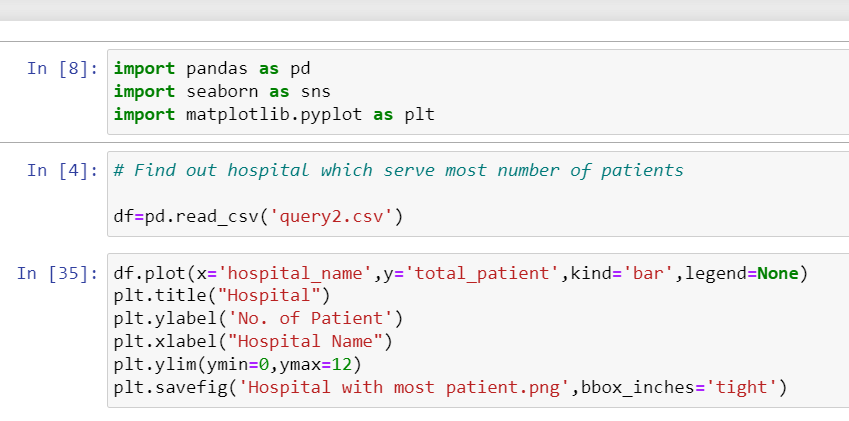 In [8]: import pandas as pd
import seaborn as sns
import matplotlib.pyplot as plt
In [4]: # Find out hospital which serve most number of patients
df=pd.read_csv('query2.csv')
In [35]: df.plot(x='hospital_name',y='total_patient',kind='bar',legend=None)
plt.title("Hospital")
plt.ylabel('No. of Patient')
plt.xlabel("Hospital Name")
plt.ylim(ymin=0,ymax=12)
plt.savefig('Hospital with most patient.png',bbox_inches='tight')